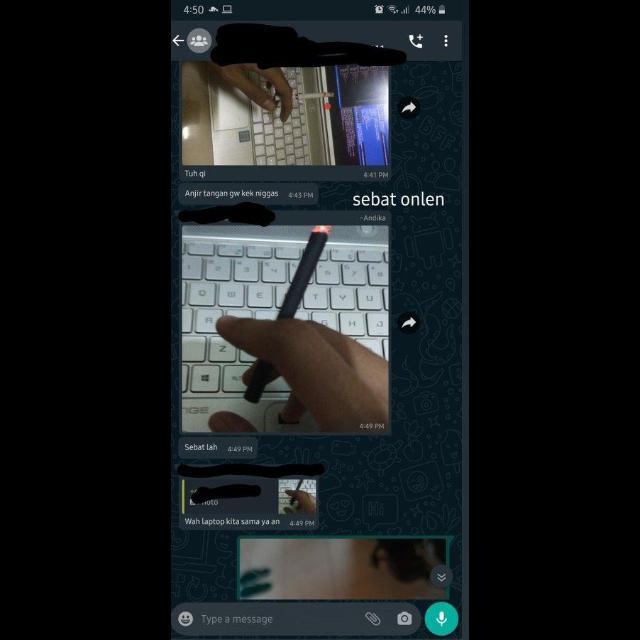 4:50
44%
Tuh qi
4:41 PM
Anjir tangan gw kek niggas
4:43 PM
sebat onlen
~Andika
Q W E T Y U
A J
Z
4:49 PM
Sebat lah
4:49 PM
Wah laptop kita sama ya an
4:49 PM
Type a message